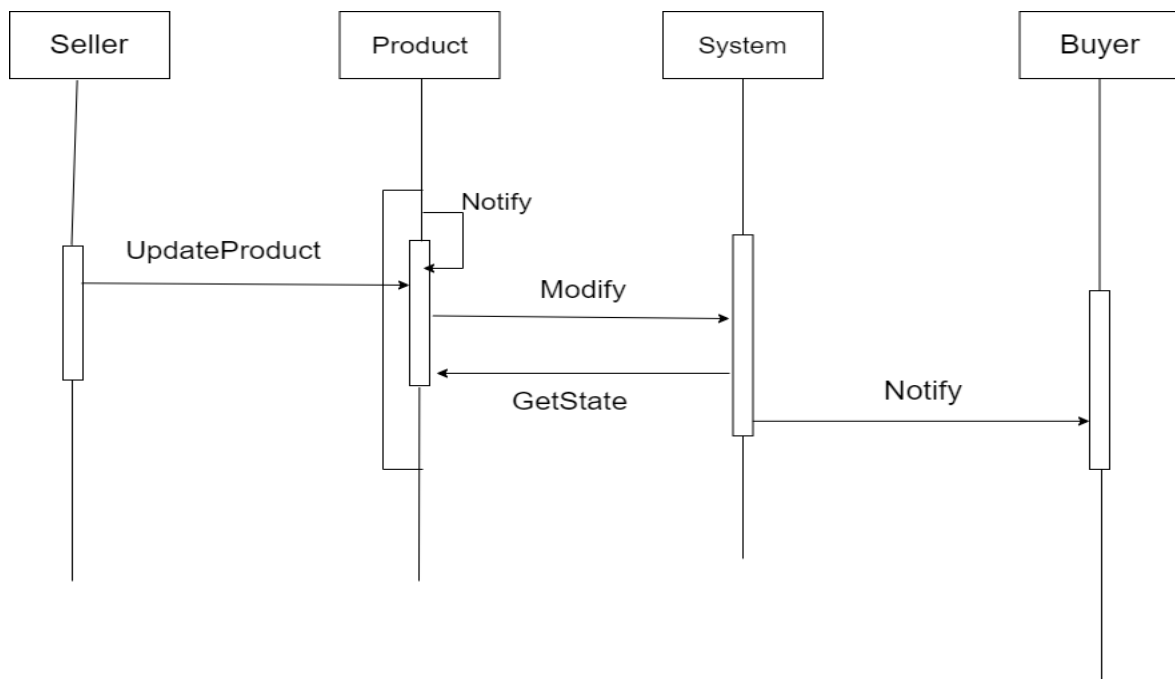 Seller
Product
System
Buyer
Notify
UpdateProduct
Modify
GetState
Notify